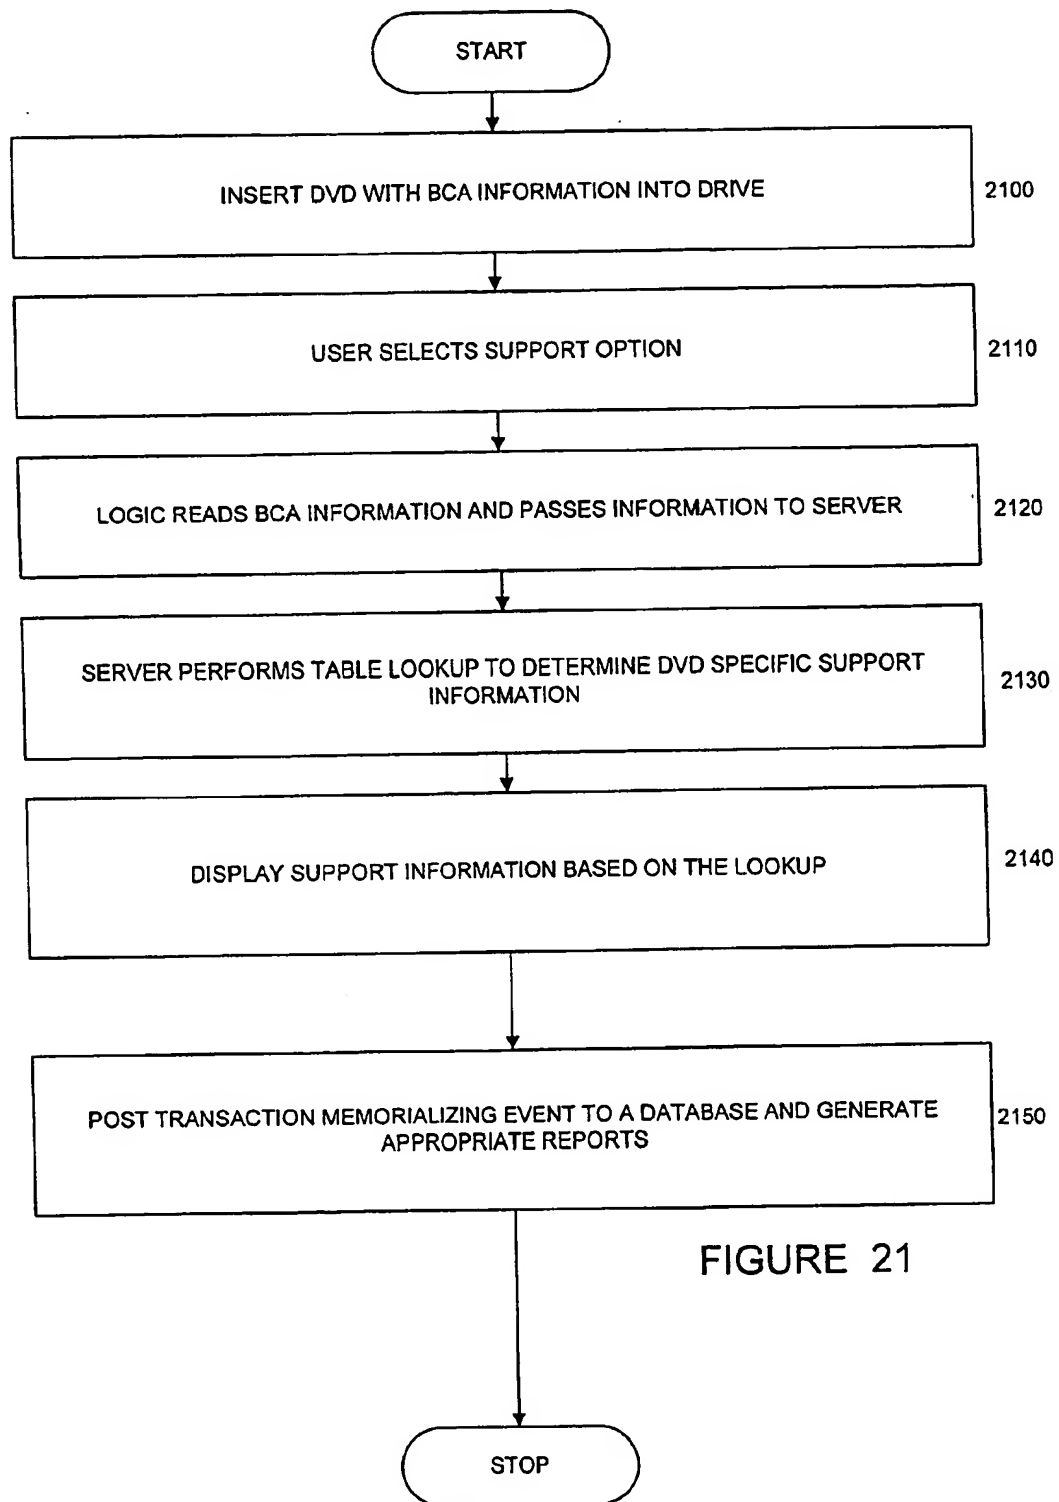 START
INSERT DVD WITH BCA INFORMATION INTO DRIVE
2100
USER SELECTS SUPPORT OPTION
2110
LOGIC READS BCA INFORMATION AND PASSES INFORMATION TO SERVER
2120
SERVER PERFORMS TABLE LOOKUP TO DETERMINE DVD SPECIFIC SUPPORT
INFORMATION
2130
DISPLAY SUPPORT INFORMATION BASED ON THE LOOKUP
2140
POST TRANSACTION MEMORIALIZING EVENT TO A DATABASE AND GENERATE
APPROPRIATE REPORTS
2150
FIGURE 21
STOP